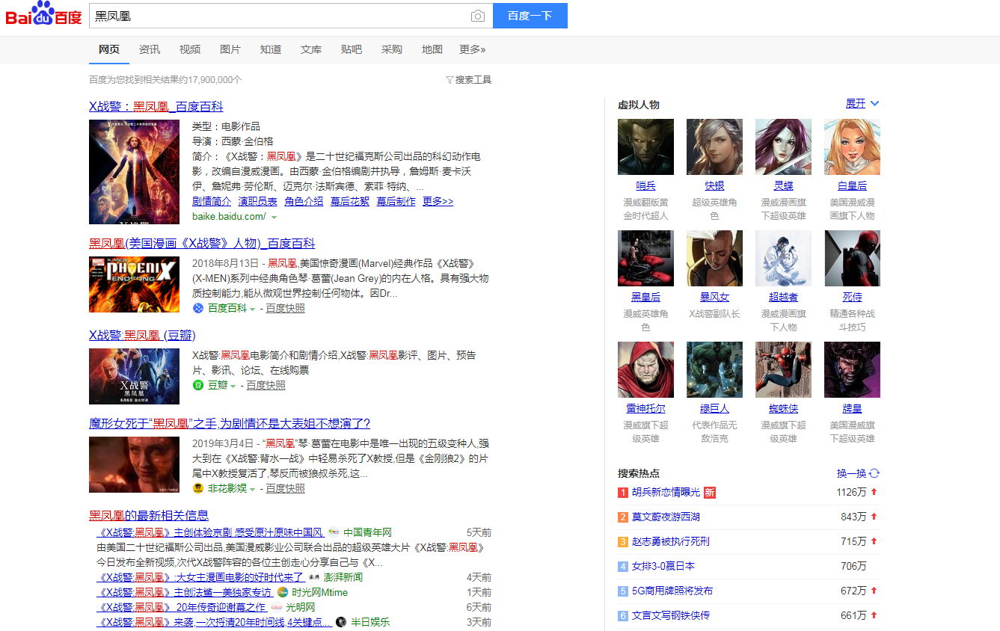 Bai du 百度
黑凤凰
百度一下
网页 资讯 视频 图片 知道 文库 贴吧 采购 地图 更多»
百度为您找到相关结果约17,900,000个
搜索工具
X战警：黑凤凰_百度百科
类型：电影作品
导演：西蒙·金伯格
简介：《X战警：黑凤凰》是二十世纪福克斯公司出品的科幻动作电
影，改编自漫威漫画。由西蒙·金伯格编剧并执导，詹姆斯·麦卡沃
伊、詹妮弗·劳伦斯、迈克尔·法斯宾德、索菲·特纳、...
剧情简介 演职员表 角色介绍 幕后花絮 幕后制作 更多>>
baike.baidu.com/
黑凤凰(美国漫画《X战警》人物)_百度百科
X-MEN
PHOENIX
ENDSONG
2018年8月13日 - 黑凤凰,美国惊奇漫画(Marvel)经典作品《X战警》
(X-MEN)系列中经典角色琴·葛蕾(Jean Grey)的内在人格。具有强大物
质控制能力,能从微观世界控制任何物体。因Dr...
百度百科 - 百度快照
X战警:黑凤凰 (豆瓣)
X战警
黑凤凰
X战警:黑凤凰电影简介和剧情介绍,X战警:黑凤凰影评、图片、预告
片、影讯、论坛、在线购票
豆 豆瓣 - 百度快照
魔形女死于“黑凤凰”之手,为剧情还是大表姐不想演了?
2019年3月4日 - “黑凤凰”琴·葛蕾在电影中是唯一出现的五级变种人,强
大到在《X战警:背水一战》中轻易杀死了X教授,但是《金刚狼2》的片
尾中X教授复活了,琴反而被狼叔杀死,这...
非花影娱 - 百度快照
黑凤凰的最新相关信息
《X战警:黑凤凰》主创体验京剧 感受原汁原味中国风 中国青年网 5天前
由美国二十世纪福斯公司出品,美国漫威影业公司联合出品的超级英雄大片《X战警:黑凤凰》
今日发布全新视频,次代X战警阵容的各位主创走心分享自己与《X...
《X战警:黑凤凰》:大女主漫画电影的好时代来了 澎湃新闻 4天前
《X战警:黑凤凰》主创法鲨一美独家专访 时光网Mtime 1天前
《X战警:黑凤凰》 20年传奇迎谢幕之作 光明网 6天前
《X战警:黑凤凰》来袭,一次捋清20年时间线,4关键点... 半日娱乐 3天前
虚拟人物 展开
哨兵 快银 灵蝶 白皇后
漫威翻版黄 超级英雄角 漫威漫画旗 美国漫威漫
金时代超人 色 下超级英雄 画旗下人物
黑皇后 暴风女 超越者 死侍
漫威英雄角 X战警副队长 漫威漫画旗 精通各种战
色 下人物 斗技巧
雷神托尔 绿巨人 蜘蛛侠 牌皇
漫威旗下超 代表作品无 漫威旗下超 美国漫威旗
级英雄 敌浩克 级英雄 下超级英雄
搜索热点 换一换
1 胡兵新恋情曝光 新 1126万
2 莫文蔚夜游西湖 843万
3 赵志勇被执行死刑 715万
4 女排3-0赢日本 706万
5 5G商用牌照将发布 672万
6 文言文写钢铁侠传 661万